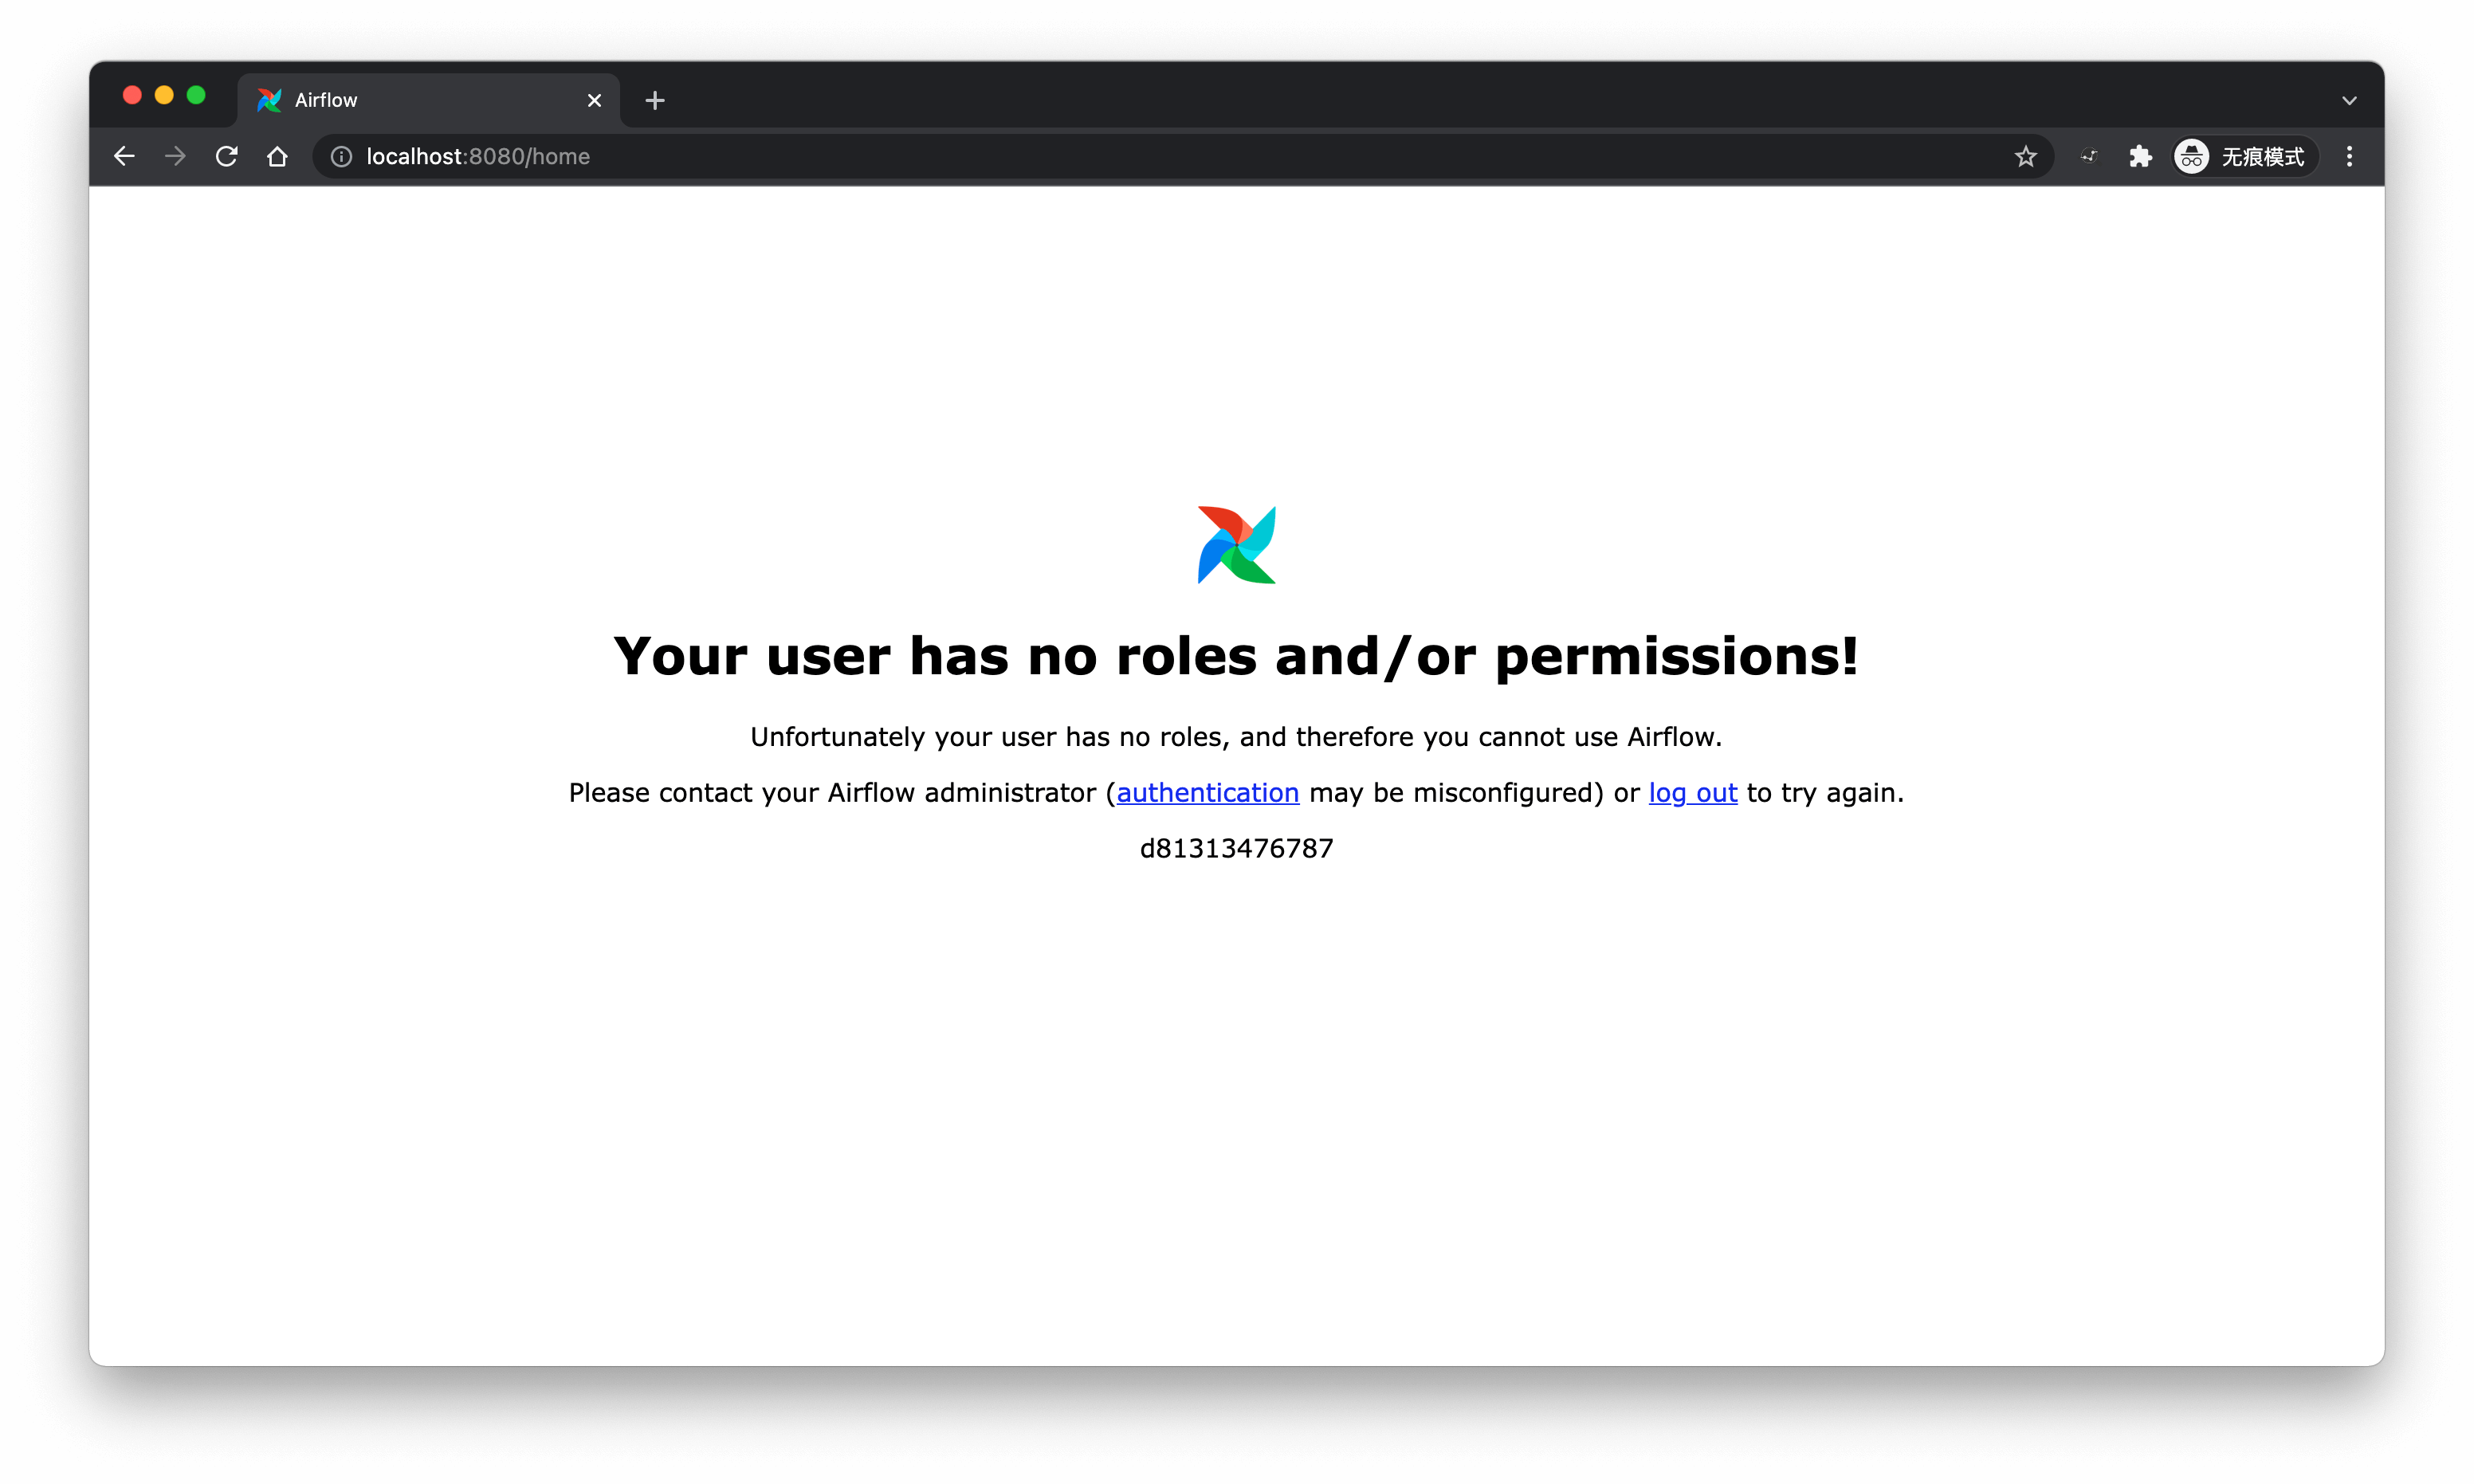 Airflow
localhost:8080/home
无痕模式
Your user has no roles and/or permissions!
Unfortunately your user has no roles, and therefore you cannot use Airflow.
Please contact your Airflow administrator (authentication may be misconfigured) or log out to try again.
d81313476787